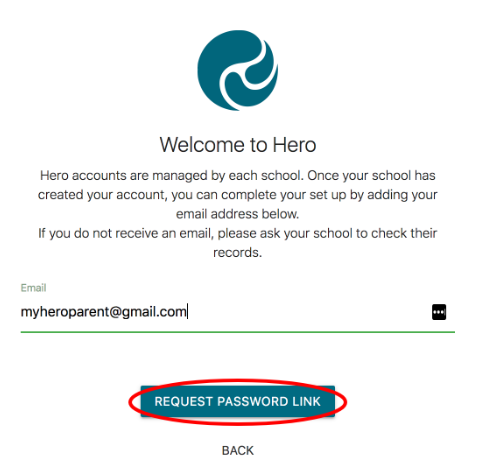 Welcome to Hero
Hero accounts are managed by each school. Once your school has
created your account, you can complete your set up by adding your
email address below.
If you do not receive an email, please ask your school to check their
records.
Email
myheroparent@gmail.com
REQUEST PASSWORD LINK
BACK